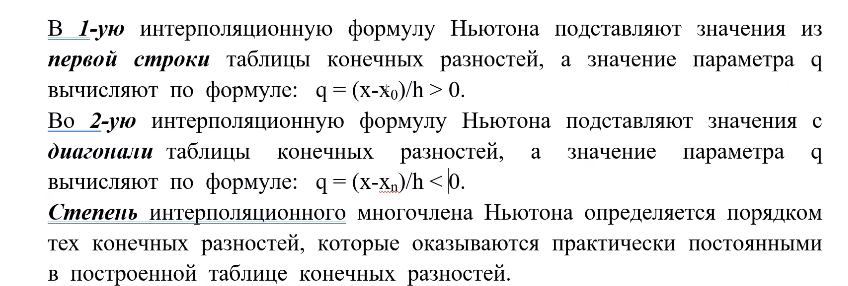 В 1-ую интерполяционную формулу Ньютона подставляют значения из
первой строки таблицы конечных разностей, а значение параметра q
вычисляют по формуле: q = (x-x₀)/h > 0.
Во 2-ую интерполяционную формулу Ньютона подставляют значения с
диагонали таблицы конечных разностей, а значение параметра q
вычисляют по формуле: q = (x-xₙ)/h < 0.
Степень интерполяционного многочлена Ньютона определяется порядком
тех конечных разностей, которые оказываются практически постоянными
в построенной таблице конечных разностей.